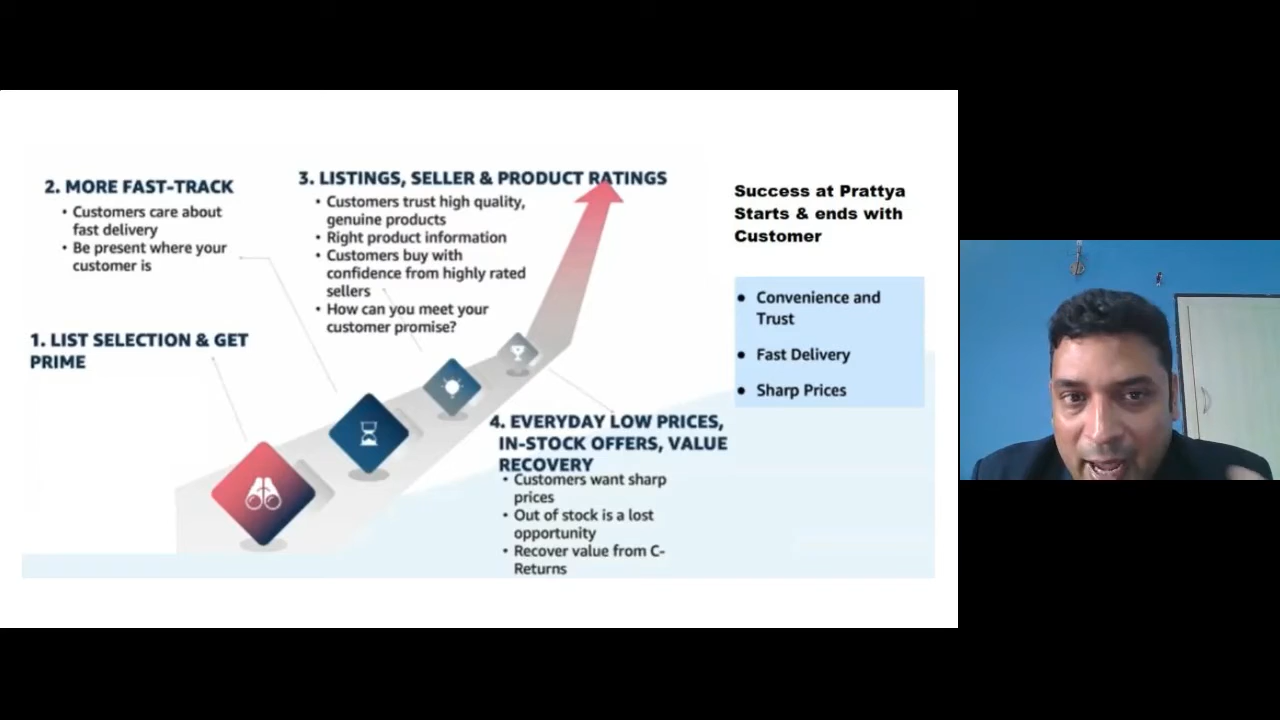 2. MORE FAST-TRACK
• Customers care about
fast delivery
• Be present where your
customer is
3. LISTINGS, SELLER & PRODUCT RATINGS
• Customers trust high quality,
genuine products
• Right product information
• Customers buy with
confidence from highly rated
sellers
• How can you meet your
customer promise?
1. LIST SELECTION & GET
PRIME
4. EVERYDAY LOW PRICES,
IN-STOCK OFFERS, VALUE
RECOVERY
• Customers want sharp
prices
• Out of stock is a lost
opportunity
• Recover value from C-
Returns
Success at Prattya
Starts & ends with
Customer
• Convenience and
Trust
• Fast Delivery
• Sharp Prices